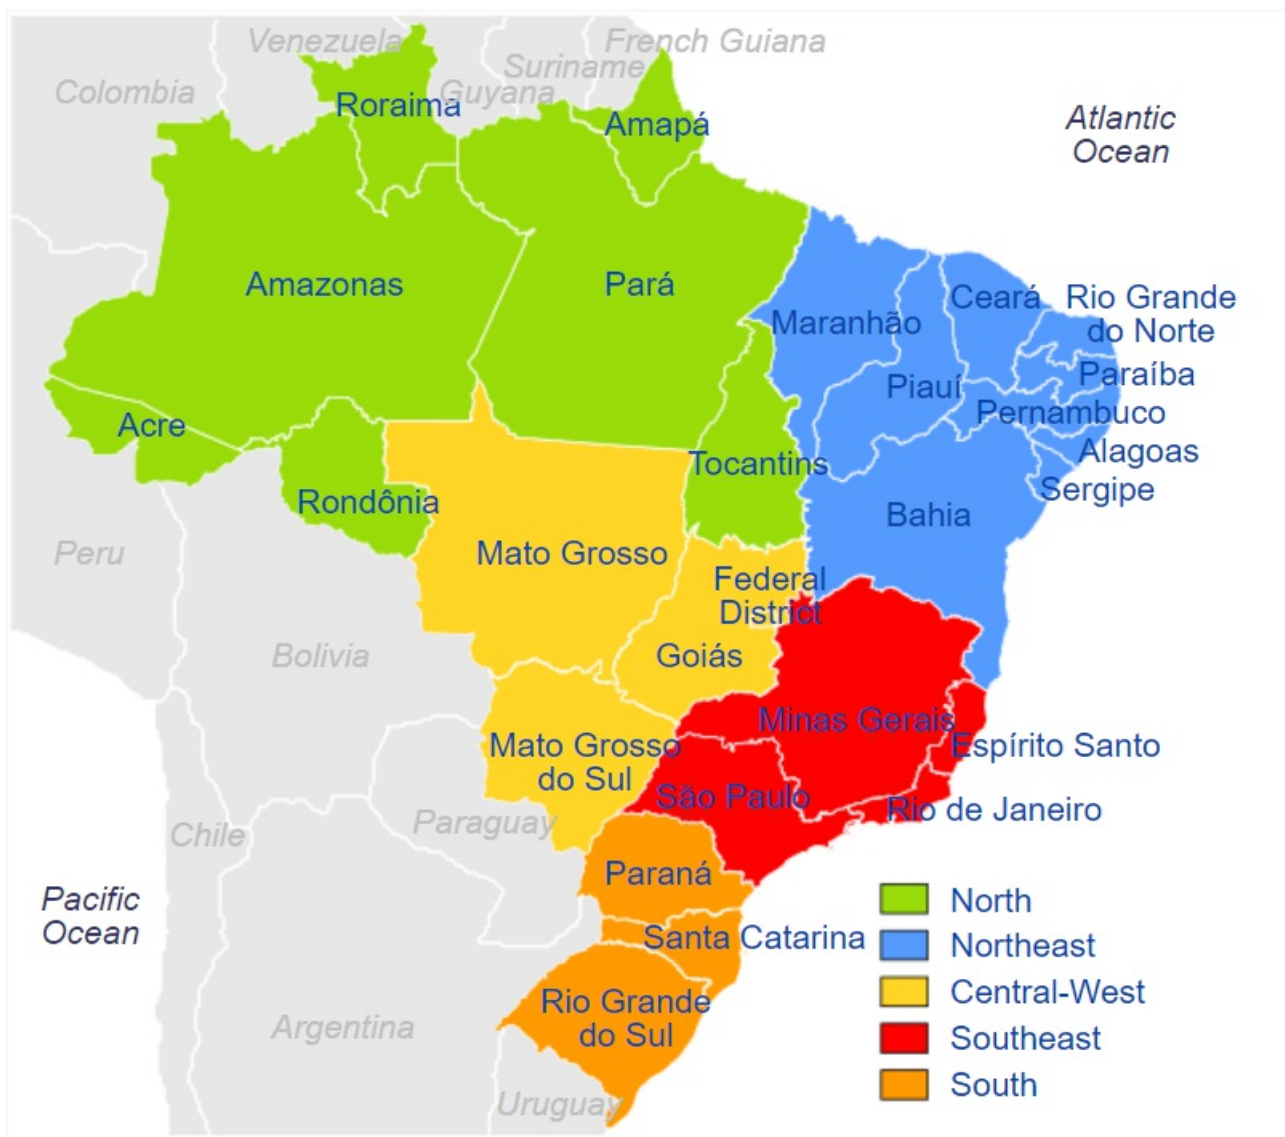 Venezuela
French Guiana
Suriname
Colombia
Guyana
Roraima
Amapá
Atlantic
Ocean
Amazonas
Pará
Maranhão
Ceará
Rio Grande
do Norte
Piauí
Paraíba
Pernambuco
Acre
Alagoas
Tocantins
Sergipe
Rondônia
Bahia
Peru
Mato Grosso
Federal
District
Bolivia
Goiás
Minas Gerais
Espírito Santo
Mato Grosso
do Sul
São Paulo
Rio de Janeiro
Paraguay
Chile
Paraná
Pacific
Ocean
Santa Catarina
Rio Grande
do Sul
Argentina
Uruguay
North
Northeast
Central-West
Southeast
South